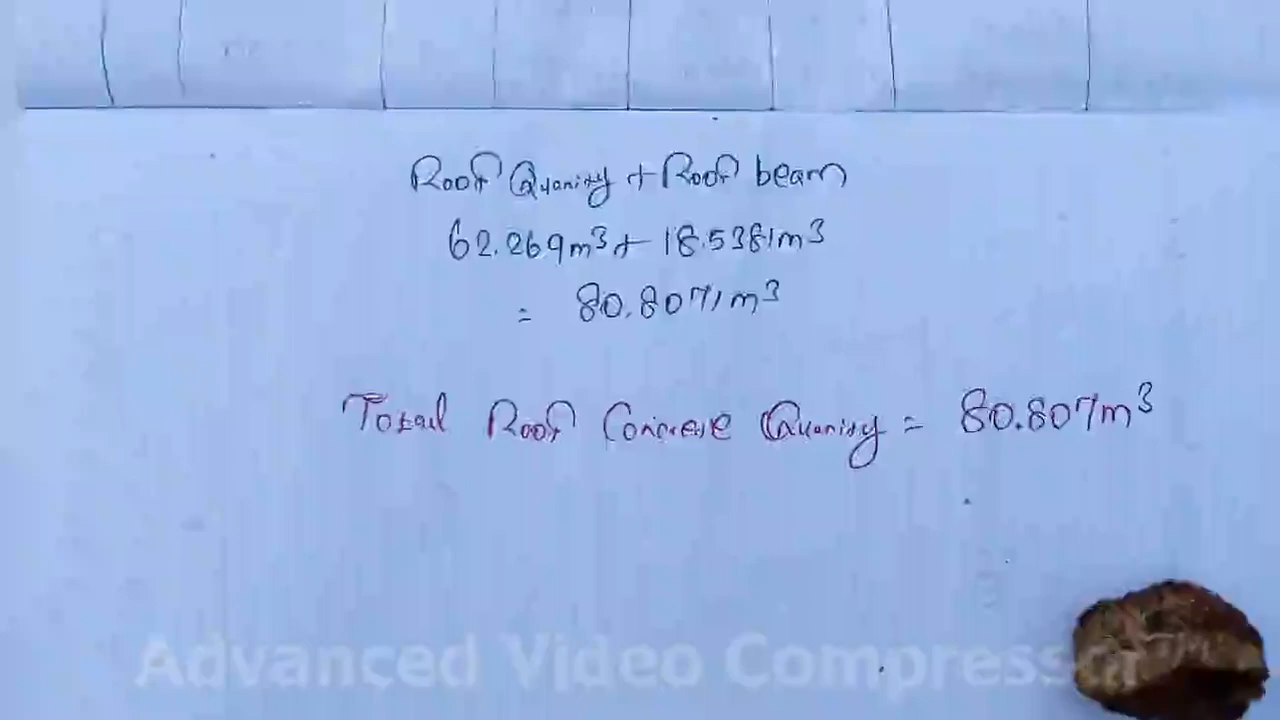 Roof Quanity + Roof beam
62.269m³ + 18.5381m³
= 80.8071m³
Total Roof Concrete Quanity = 80.807m³
Advanced Video Compressor